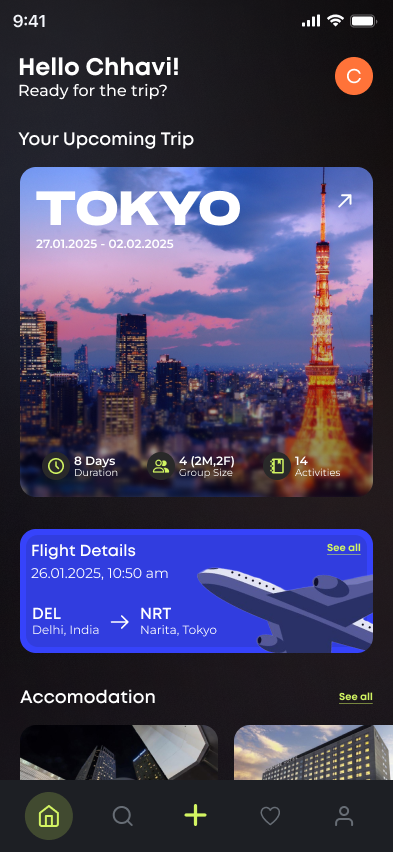 9:41
Hello Chhavi!
C
Ready for the trip?
Your Upcoming Trip
TOKYO
27.01.2025 - 02.02.2025
8 Days
Duration
4 (2M,2F)
Group Size
14
Activities
Flight Details
See all
26.01.2025, 10:50 am
DEL
Delhi, India
NRT
Narita, Tokyo
Accomodation
See all